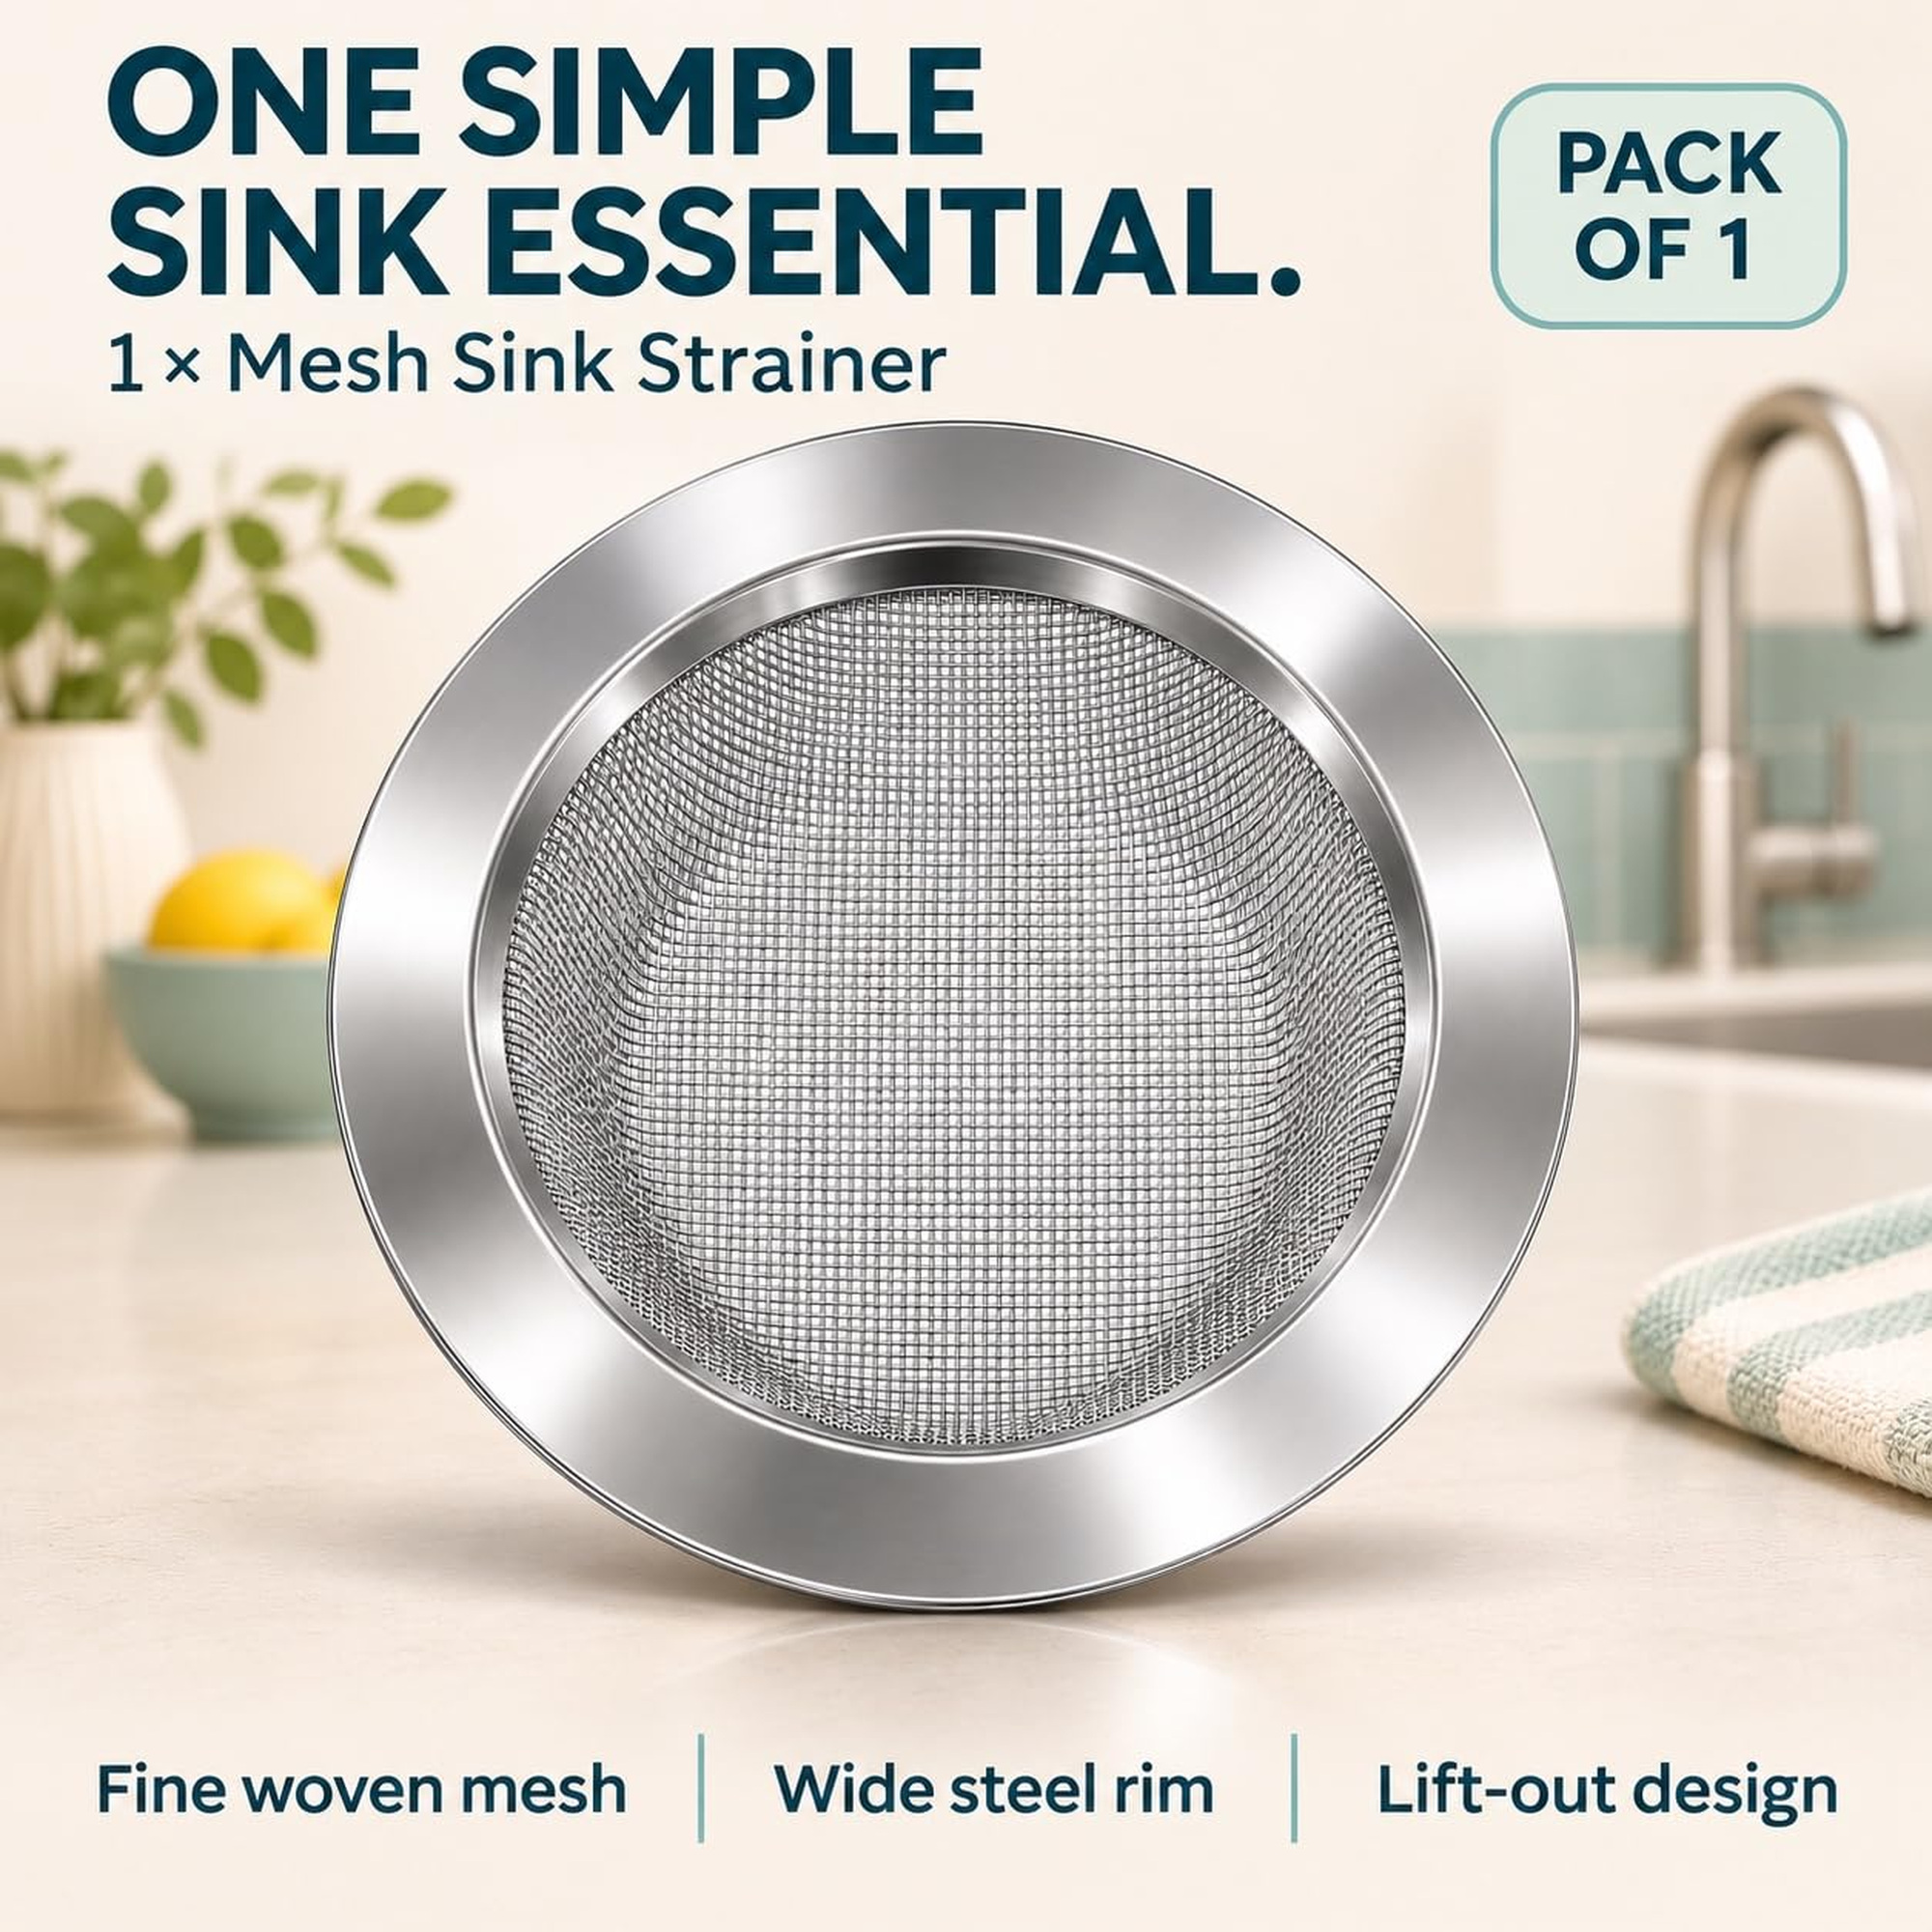 ONE SIMPLE
SINK ESSENTIAL.
1 × Mesh Sink Strainer
PACK
OF 1
Fine woven mesh
Wide steel rim
Lift-out design